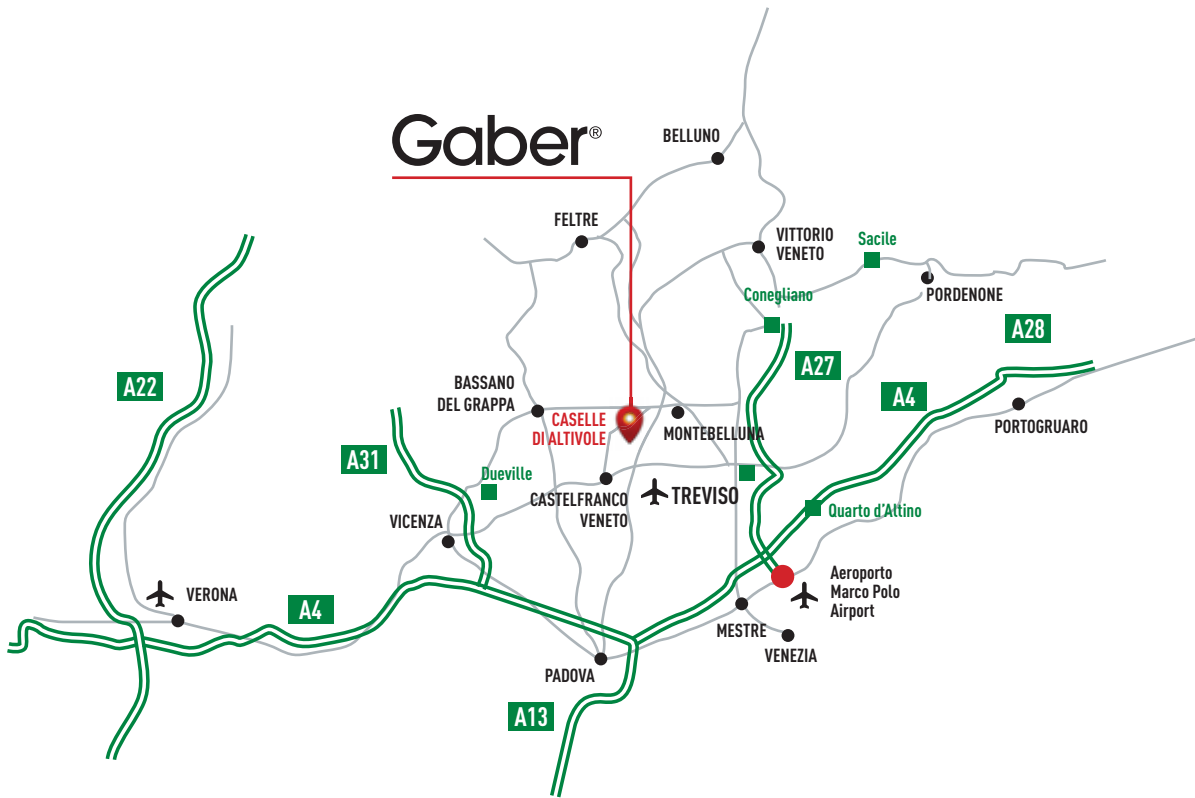 Gaber®
BELLUNO
FELTRE
VITTORIO
VENETO
Sacile
PORDENONE
Conegliano
A28
A27
A22
A4
BASSANO
DEL GRAPPA
CASELLE
DI ALTIVOLE
MONTEBELLUNA
PORTOGRUARO
A31
Dueville
CASTELFRANCO
VENETO
TREVISO
Quarto d'Altino
VICENZA
Aeroporto
Marco Polo
Airport
VERONA
A4
MESTRE
VENEZIA
PADOVA
A13